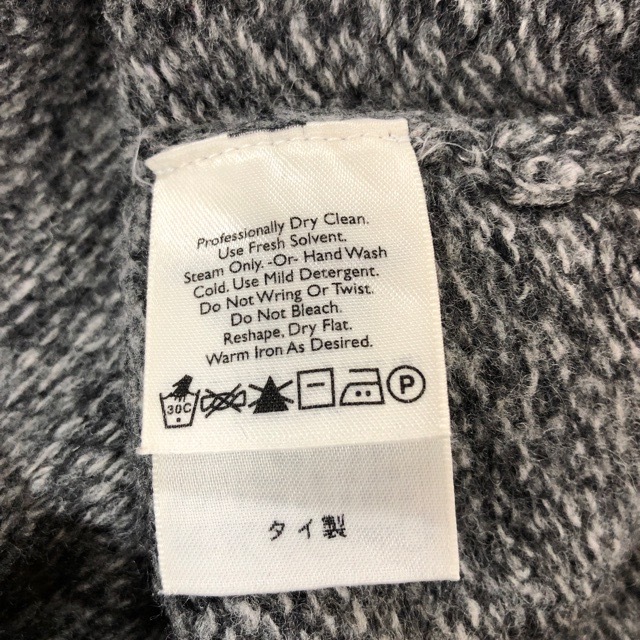 Professionally Dry Clean.
Use Fresh Solvent.
Steam Only. -Or- Hand Wash
Cold. Use Mild Detergent.
Do Not Wring Or Twist.
Do Not Bleach.
Reshape, Dry Flat.
Warm Iron As Desired.
30C P
タイ製